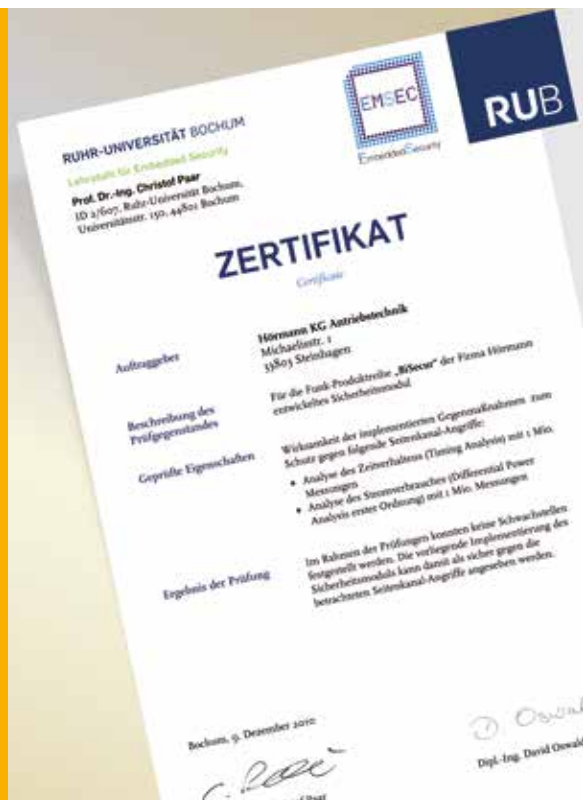 RUHR-UNIVERSITÄT BOCHUM
Lehrstuhl für Embedded Security
Prof. Dr.-Ing. Christof Paar
ID 2/607, Ruhr-Universität Bochum,
Universitätsstr. 150, 44801 Bochum
EMSEC
EmbeddedSecurity
RUB
ZERTIFIKAT
Certificate
Auftraggeber
Hörmann KG Antriebstechnik
Michaelisstr. 1
33803 Steinhagen
Beschreibung des
Prüfgegenstandes
Für die Funk-Produktreihe „BiSecur" der Firma Hörmann
entwickeltes Sicherheitsmodul
Geprüfte Eigenschaften
Wirksamkeit der implementierten Gegenmaßnahmen zum
Schutz gegen folgende Seitenkanal-Angriffe:
• Analyse des Zeitverhaltens (Timing Analysis) mit 1 Mio.
Messungen
• Analyse des Stromverbrauches (Differential Power
Analysis erster Ordnung) mit 1 Mio. Messungen
Ergebnis der Prüfung
Im Rahmen der Prüfungen konnten keine Schwachstellen
festgestellt werden. Die vorliegende Implementierung des
Sicherheitsmoduls kann damit als sicher gegen die
betrachteten Seitenkanal-Angriffe angesehen werden.
Bochum, 9. Dezember 2010
D. Oswald
Dipl.-Ing. David Oswald
Paar